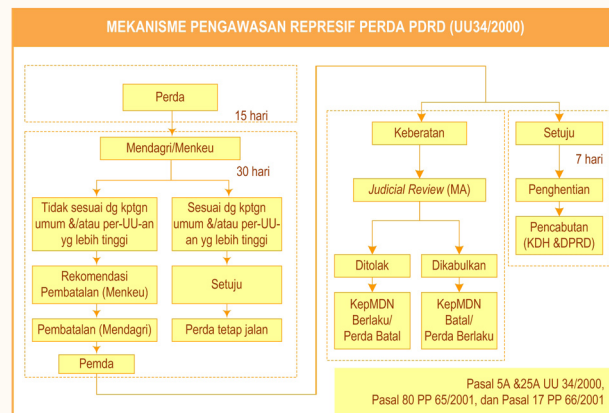 MEKANISME PENGAWASAN REPRESIF PERDA PDRD (UU34/2000)
Perda
15 hari
Mendagri/Menkeu
30 hari
Tidak sesuai dg kptgn
umum &/atau per-UU-an
yg lebih tinggi
Sesuai dg kptgn
umum &/atau per-UU-
an yg lebih tinggi
Rekomendasi
Pembatalan (Menkeu)
Setuju
Pembatalan (Mendagri)
Perda tetap jalan
Pemda
Keberatan
Judicial Review (MA)
Ditolak
Dikabulkan
KepMDN
Berlaku/
Perda Batal
KepMDN
Batal/
Perda Berlaku
Setuju
7 hari
Penghentian
Pencabutan
(KDH &DPRD)
Pasal 5A &25A UU 34/2000,
Pasal 80 PP 65/2001, dan Pasal 17 PP 66/2001